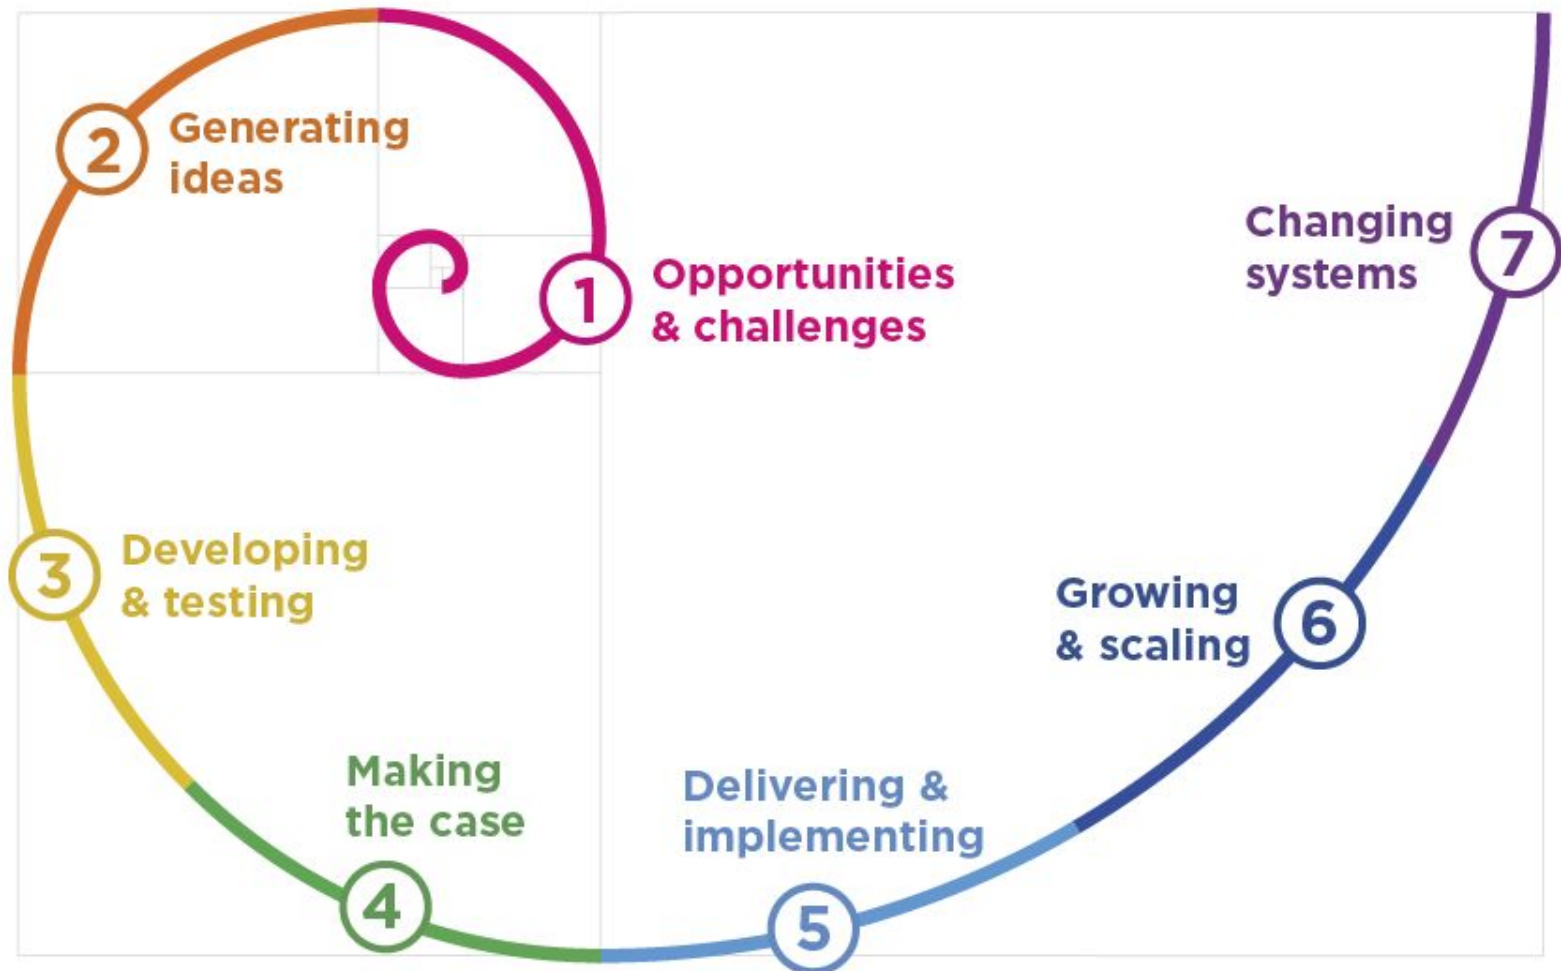 1
Opportunities
& challenges
2
Generating
ideas
3
Developing
& testing
4
Making
the case
5
Delivering &
implementing
6
Growing
& scaling
7
Changing
systems